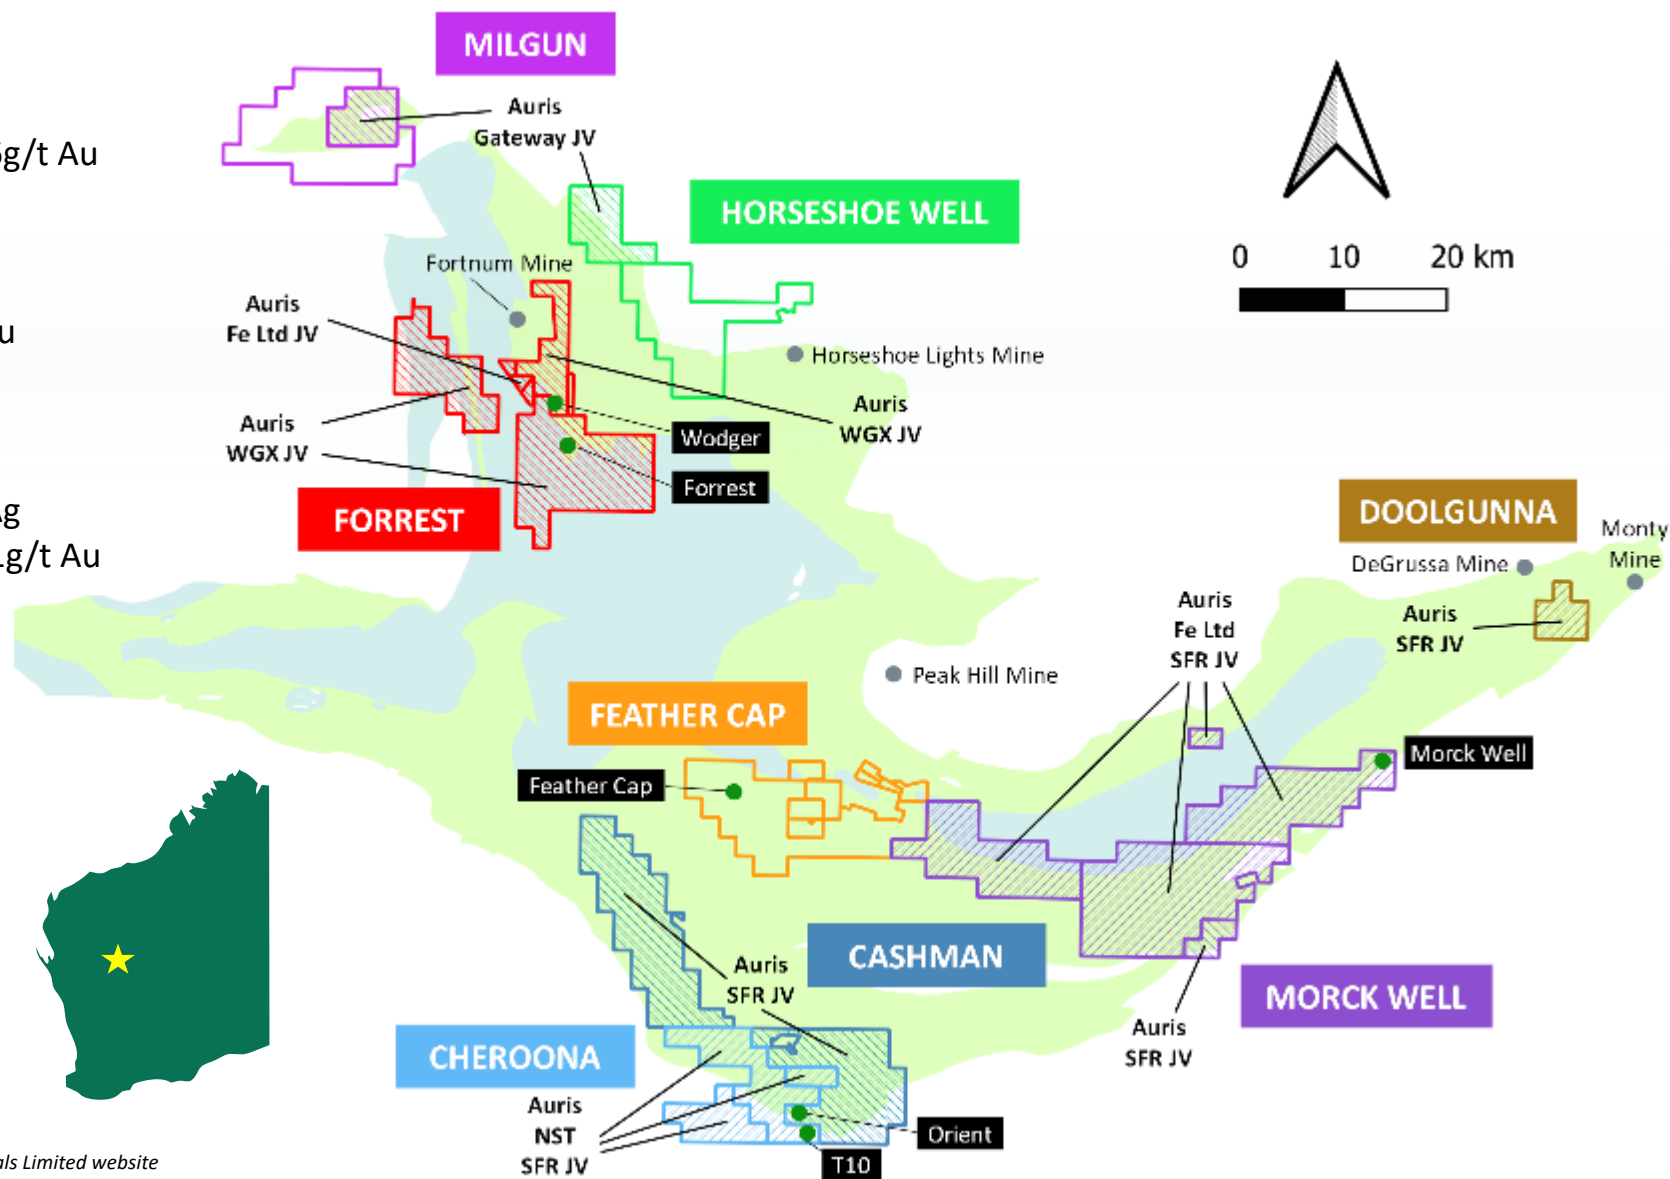 MILGUN
Auris
Gateway JV
g/t Au
HORSESHOE WELL
0 10 20 km
Fortnum Mine
Auris
Fe Ltd JV
Horseshoe Lights Mine
Auris
WGX JV
Auris
WGX JV
Wodger
Forrest
FORREST
g/t Au
DOOLGUNNA
Monty
Mine
DeGrussa Mine
Auris
SFR JV
Auris
Fe Ltd
SFR JV
Peak Hill Mine
FEATHER CAP
Feather Cap
Morck Well
CASHMAN
Auris
SFR JV
MORCK WELL
Auris
SFR JV
CHEROONA
Auris
NST
SFR JV
Orient
T10
als Limited website